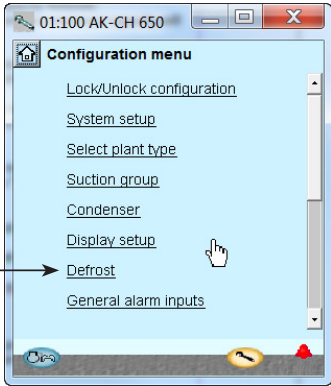 01:100 AK-CH 650
Configuration menu
Lock/Unlock configuration
System setup
Select plant type
Suction group
Condenser
Display setup
Defrost
General alarm inputs